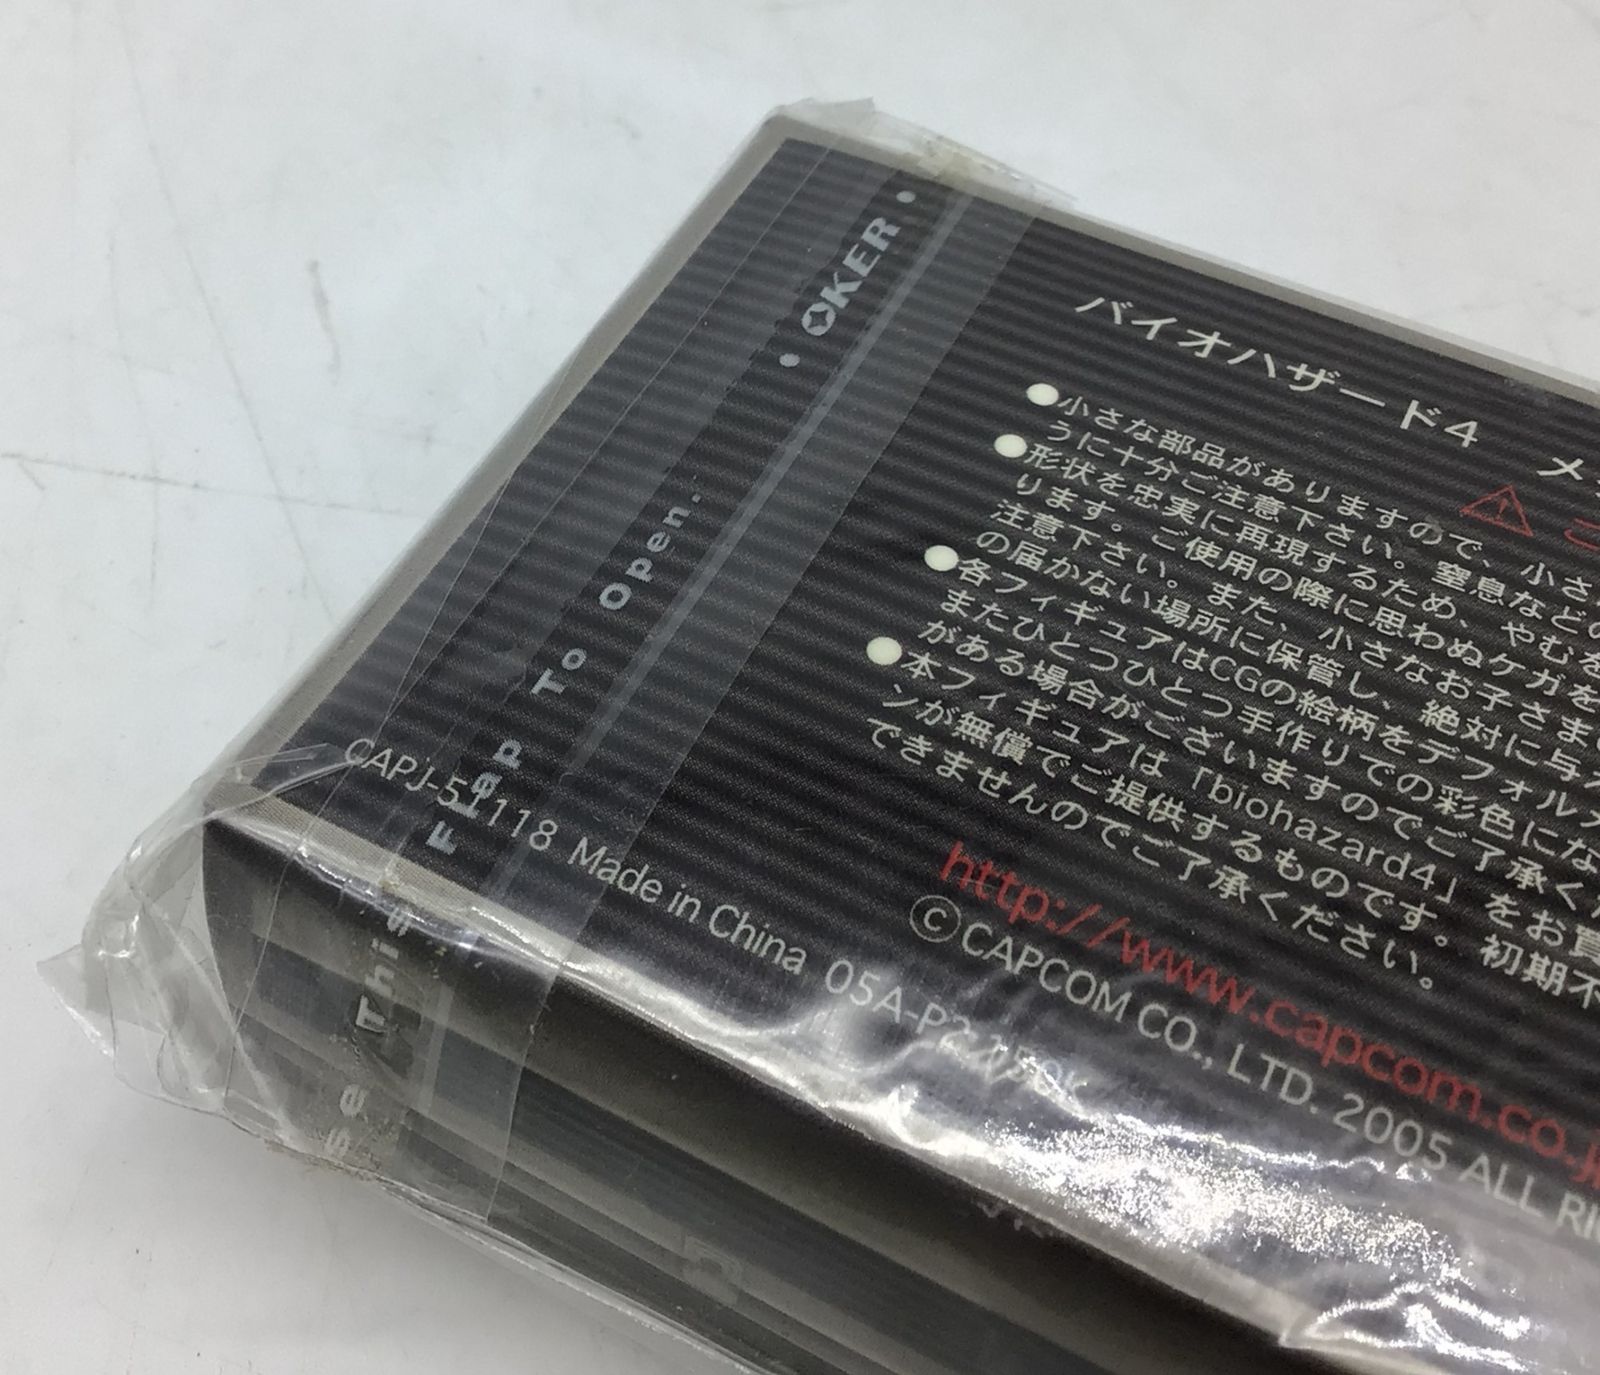 バイオハザード4
●小さな部品がありますので、小さ
うに十分ご注意下さい。窒息などの
●形状を忠実に再現するため、やむを
ります。ご使用の際に思わぬケガを
注意下さい。また、小さなお子さまの
の届かない場所に保管し、絶対に与え
●各フィギュアはCGの絵柄をデフォルメ
またひとつひとつ手作りでの彩色にな
がある場合がございますのでご了承く
●本フィギュアは「biohazard4」をお買
ンが無償でご提供するものです。初期不
できませんのでご了承ください。
http://www.capcom.co.j
©CAPCOM CO., LTD. 2005 ALL RI
CAPJ-51118 Made in China 05A-P
• OKER •
se This Flap To Open.